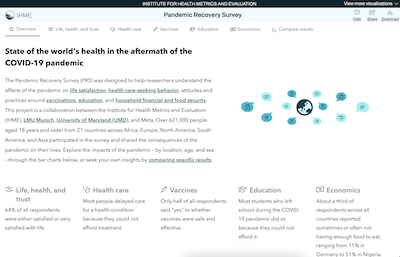 INSTITUTE FOR HEALTH METRICS AND EVALUATION
View more visualizations
IHME
Pandemic Recovery Survey
Help
Share
Download
Overview
Life, health, and trust
Health care
Vaccines
Education
Economics
Compare results
State of the world's health in the aftermath of the
COVID-19 pandemic
The Pandemic Recovery Survey (PRS) was designed to help researchers understand the
effects of the pandemic on life satisfaction, health-care-seeking behavior, attitudes and
practices around vaccinations, education, and household financial and food security.
This project is a collaboration between the Institute for Health Metrics and Evaluation
(IHME), LMU Munich, University of Maryland (UMD), and Meta. Over 621,000 people
aged 18 years and older from 21 countries across Africa, Europe, North America, South
America, and Asia participated in the survey and shared the consequences of the
pandemic on their lives. Explore the impacts of the pandemic - by location, age, and sex
- through the bar charts below, or seek your own insights by comparing specific results.
Life, health, and
trust
64% of all respondents
were either satisfied or very
satisfied with life.
Health care
Most people delayed care
for a health condition
because they could not
afford treatment.
Vaccines
Only half of all respondents
said "yes" to whether
vaccines were safe and
effective.
Education
Most students who left
school during the COVID-
19 pandemic did so
because they could not
afford it.
Economics
About a third of
respondents across all
countries reported
sometimes or often not
having enough food to eat,
ranging from 11% in
Germany to 51% in Nigeria.